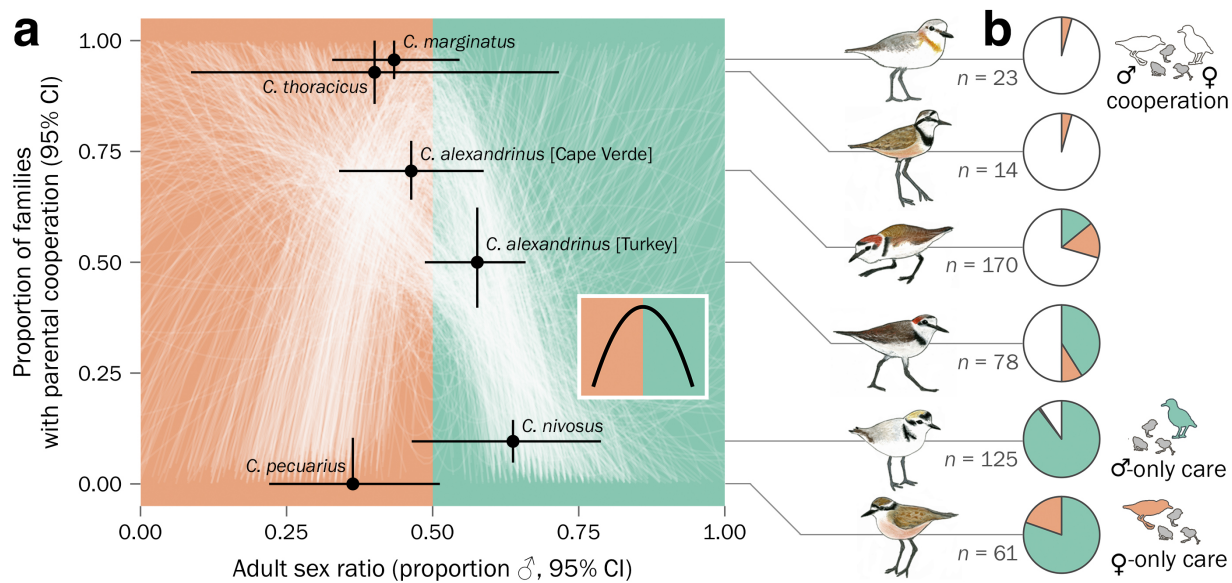 a
Proportion of families
with parental cooperation (95% CI)
1.00
0.75
0.50
0.25
0.00
C. marginatus
C. thoracicus
C. alexandrinus [Cape Verde]
C. alexandrinus [Turkey]
C. nivosus
C. pecuarius
0.00
0.25
0.50
0.75
1.00
Adult sex ratio (proportion ♂, 95% CI)
b
n = 23
n = 14
n = 170
n = 78
n = 125
n = 61
♂ ♀
cooperation
♂-only care
♀-only care